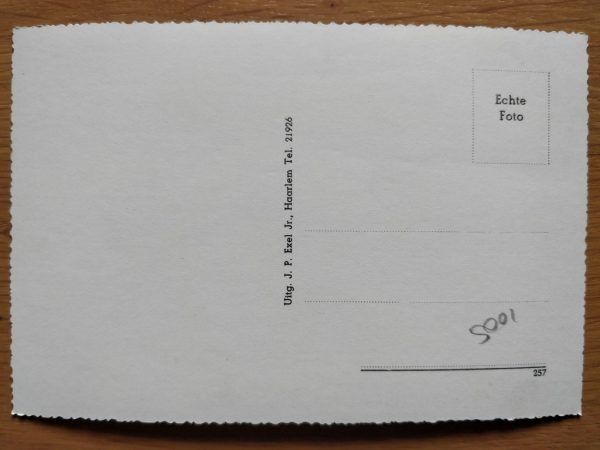 Echte
Foto
Uitg. J. P. Exel Jr., Haarlem Tel. 21926
5001
257